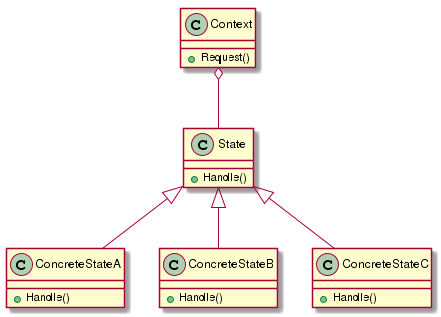 C Context
Request()
C State
Handle()
C ConcreteStateA
Handle()
C ConcreteStateB
Handle()
C ConcreteStateC
Handle()